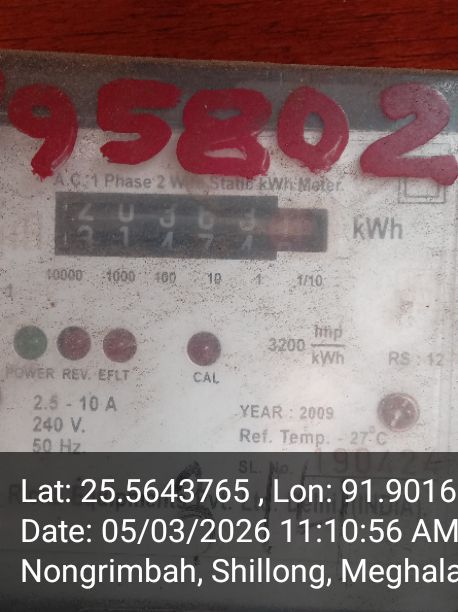 95802
A.C. 1 Phase 2 Wire Static kWh Meter
kWh
10000 1000 100 10 1 1/10
3200 imp/kWh
RS : 12
POWER REV. EFLT CAL
2.5 - 10 A
240 V.
50 Hz.
YEAR : 2009
Ref. Temp. - 27°C
SL. No.
Lat: 25.5643765 , Lon: 91.9016
Date: 05/03/2026 11:10:56 AM
Nongrimbah, Shillong, Meghala